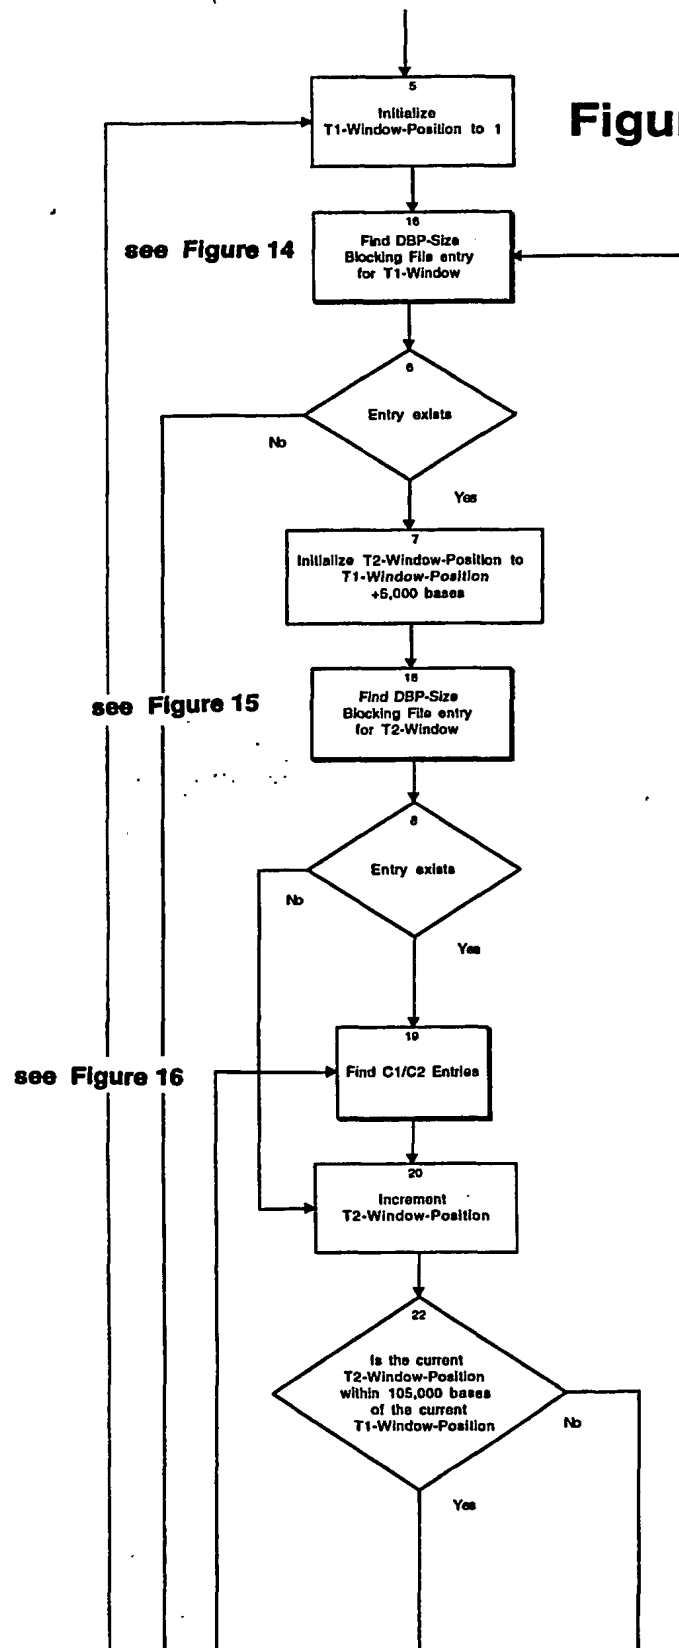 5
Initialize
T1-Window-Position to 1
Figu
16
Find DBP-Size
Blocking File entry
for T1-Window
see Figure 14
6
Entry exists
No
Yes
7
Initialize T2-Window-Position to
T1-Window-Position
+5,000 bases
18
Find DBP-Size
Blocking File entry
for T2-Window
see Figure 15
8
Entry exists
No
Yes
19
Find C1/C2 Entries
see Figure 16
20
Increment
T2-Window-Position
22
Is the current
T2-Window-Position
within 105,000 bases
of the current
T1-Window-Position
No
Yes